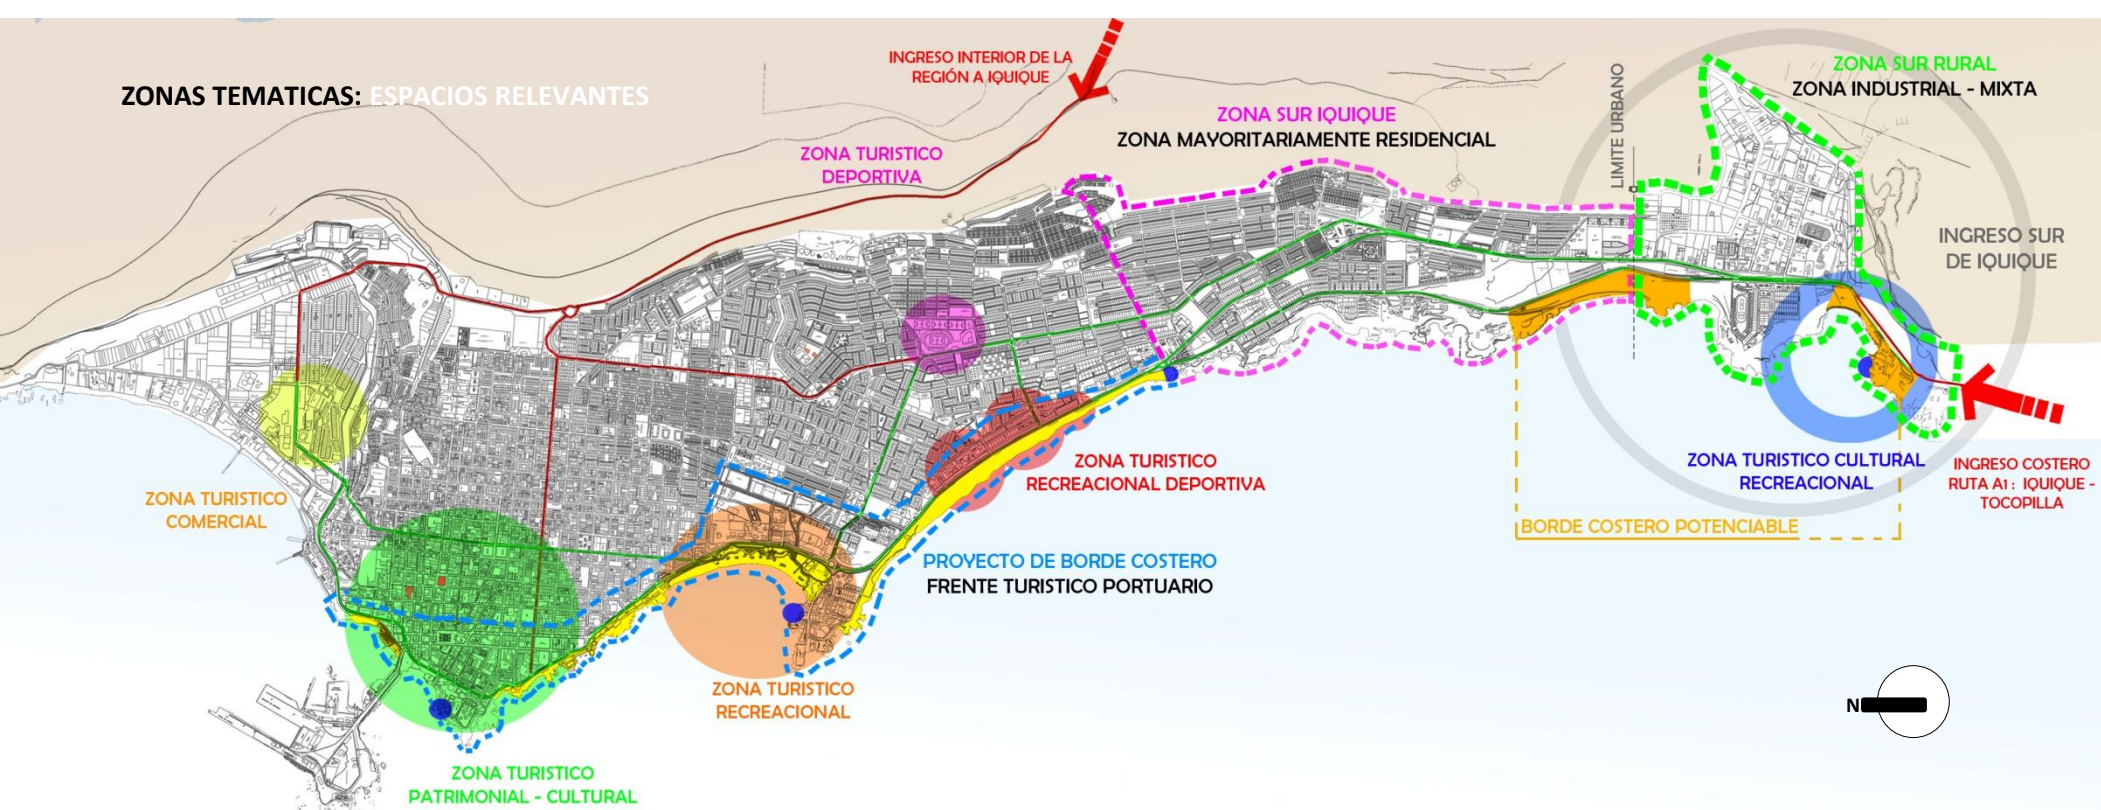 ZONAS TEMATICAS: ESPACIOS RELEVANTES
INGRESO INTERIOR DE LA
REGIÓN A IQUIQUE
ZONA TURISTICO
DEPORTIVA
ZONA SUR IQUIQUE
ZONA MAYORITARIAMENTE RESIDENCIAL
LIMITE URBANO
ZONA SUR RURAL
ZONA INDUSTRIAL - MIXTA
INGRESO SUR
DE IQUIQUE
ZONA TURISTICO
COMERCIAL
ZONA TURISTICO
RECREACIONAL DEPORTIVA
ZONA TURISTICO CULTURAL
RECREACIONAL
INGRESO COSTERO
RUTA A1 : IQUIQUE -
TOCOPILLA
BORDE COSTERO POTENCIABLE
PROYECTO DE BORDE COSTERO
FRENTE TURISTICO PORTUARIO
ZONA TURISTICO
RECREACIONAL
N
ZONA TURISTICO
PATRIMONIAL - CULTURAL